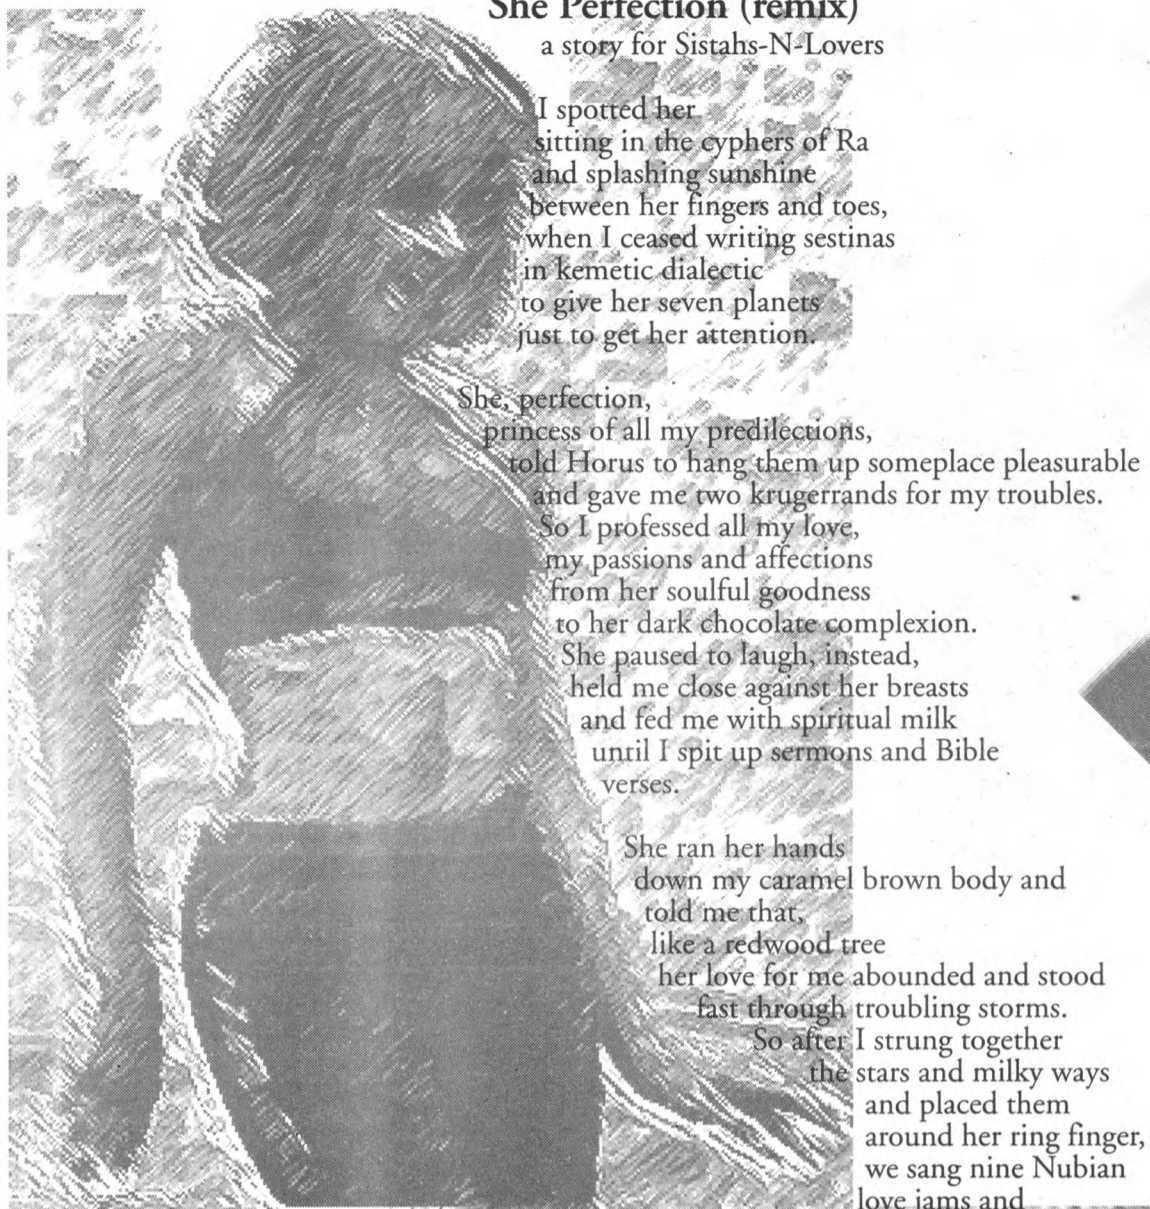 She Perfection (remix)
a story for Sistahs-N-Lovers
I spotted her
sitting in the cyphers of Ra
and splashing sunshine
between her fingers and toes,
when I ceased writing sestinas
in kemetic dialectic
to give her seven planets
just to get her attention.
She, perfection,
princess of all my predilections,
told Horus to hang them up someplace pleasurable
and gave me two krugerrands for my troubles.
So I professed all my love,
my passions and affections
from her soulful goodness
to her dark chocolate complexion.
She paused to laugh, instead,
held me close against her breasts
and fed me with spiritual milk
until I spit up sermons and Bible
verses.
She ran her hands
down my caramel brown body and
told me that,
like a redwood tree
her love for me abounded and stood
fast through troubling storms.
So after I strung together
the stars and milky ways
and placed them
around her ring finger,
we sang nine Nubian
love jams and